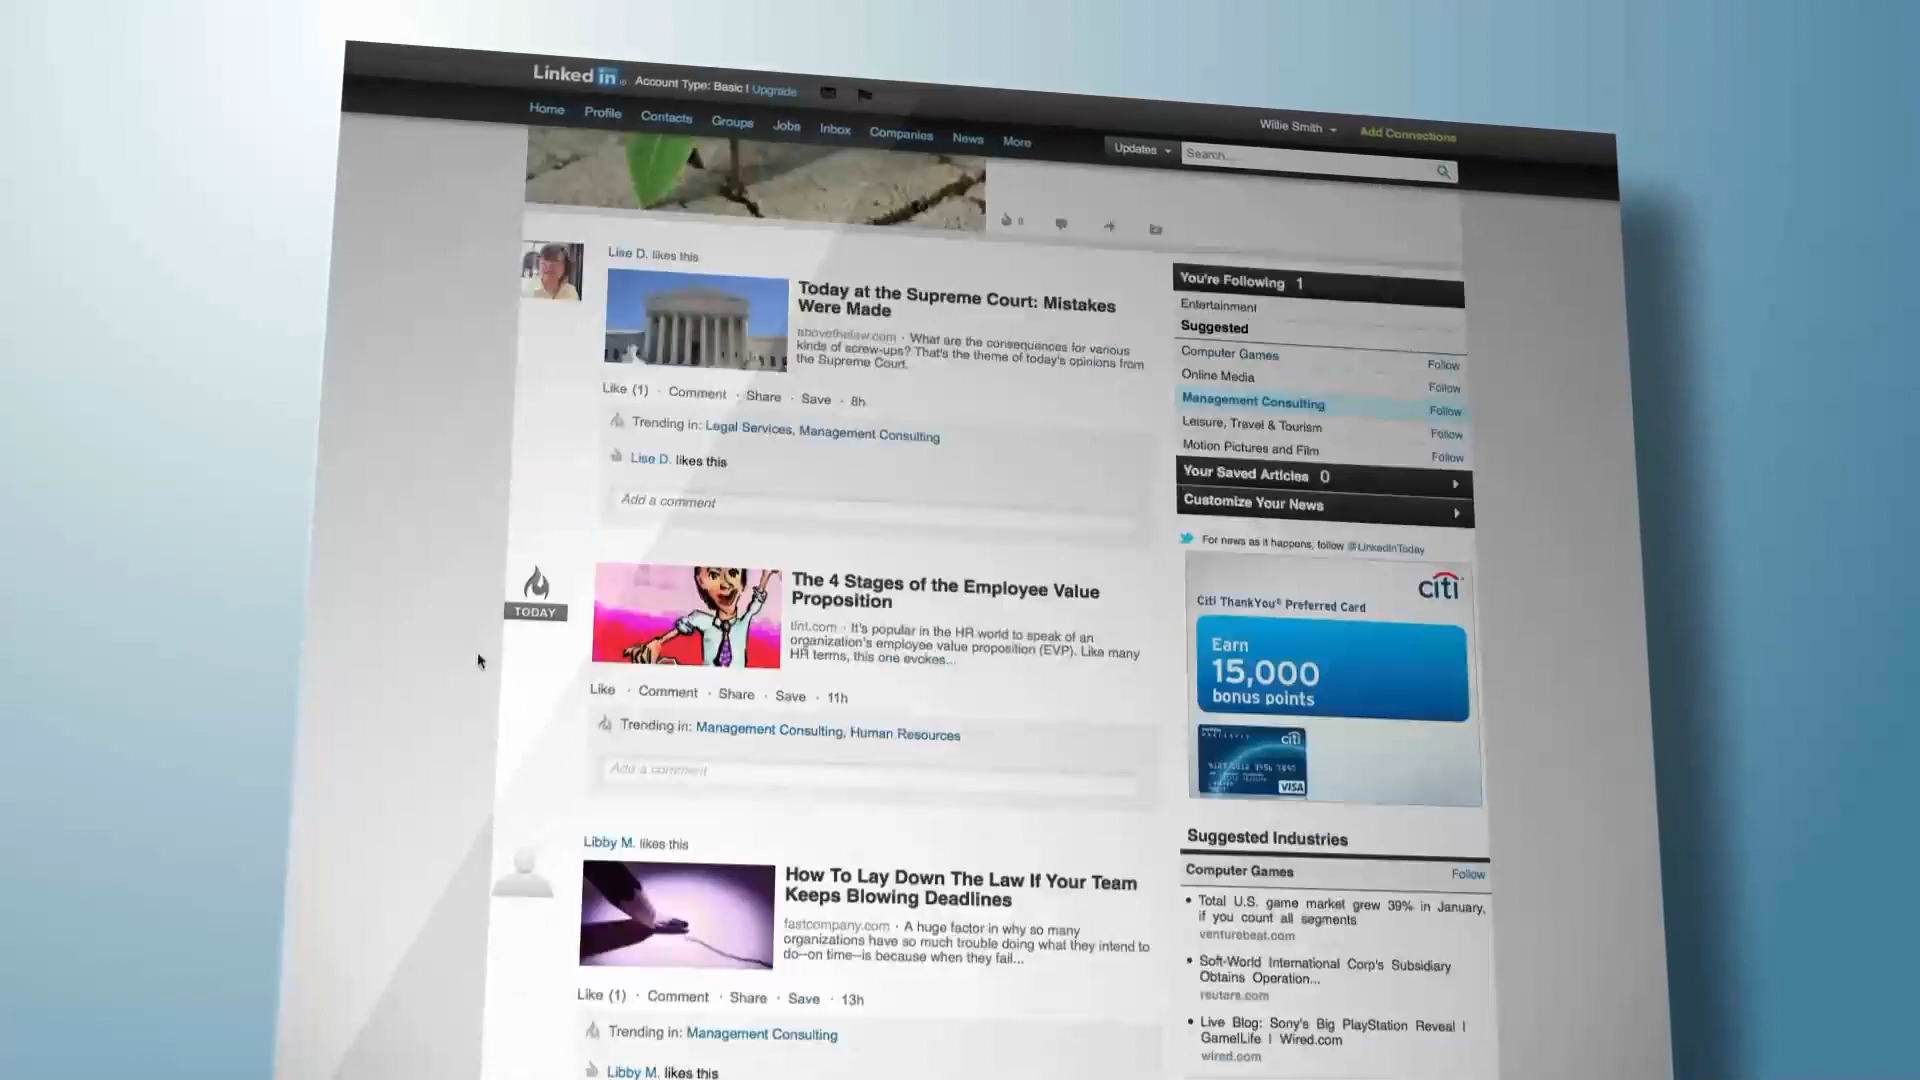 Linked in
Account Type: Basic | Upgrade
Willie Smith
Add Connections
Home Profile Contacts Groups Jobs Inbox Companies News More
Updates
Search...
0
Lise D. likes this
Today at the Supreme Court: Mistakes
Were Made
abovethelaw.com · What are the consequences for various
kinds of screw-ups? That's the theme of today's opinions from
the Supreme Court.
Like (1) · Comment · Share · Save · 8h
Trending in: Legal Services, Management Consulting
Lise D. likes this
Add a comment
TODAY
The 4 Stages of the Employee Value
Proposition
tlnt.com · It's popular in the HR world to speak of an
organization's employee value proposition (EVP). Like many
HR terms, this one evokes...
Like · Comment · Share · Save · 11h
Trending in: Management Consulting, Human Resources
Add a comment
Libby M. likes this
How To Lay Down The Law If Your Team
Keeps Blowing Deadlines
fastcompany.com · A huge factor in why so many
organizations have so much trouble doing what they intend to
do--on time--is because when they fail...
Like (1) · Comment · Share · Save · 13h
Trending in: Management Consulting
Libby M. likes this
You're Following 1
Entertainment
Suggested
Computer Games Follow
Online Media Follow
Management Consulting Follow
Leisure, Travel & Tourism Follow
Motion Pictures and Film Follow
Your Saved Articles 0
Customize Your News
For news as it happens, follow @LinkedInToday
citi
Citi ThankYou® Preferred Card
Earn
15,000
bonus points
citi
VISA
Suggested Industries
Computer Games Follow
• Total U.S. game market grew 39% in January,
if you count all segments
venturebeat.com
• Soft-World International Corp's Subsidiary
Obtains Operation...
reuters.com
• Live Blog: Sony's Big PlayStation Reveal |
Game|Life | Wired.com
wired.com